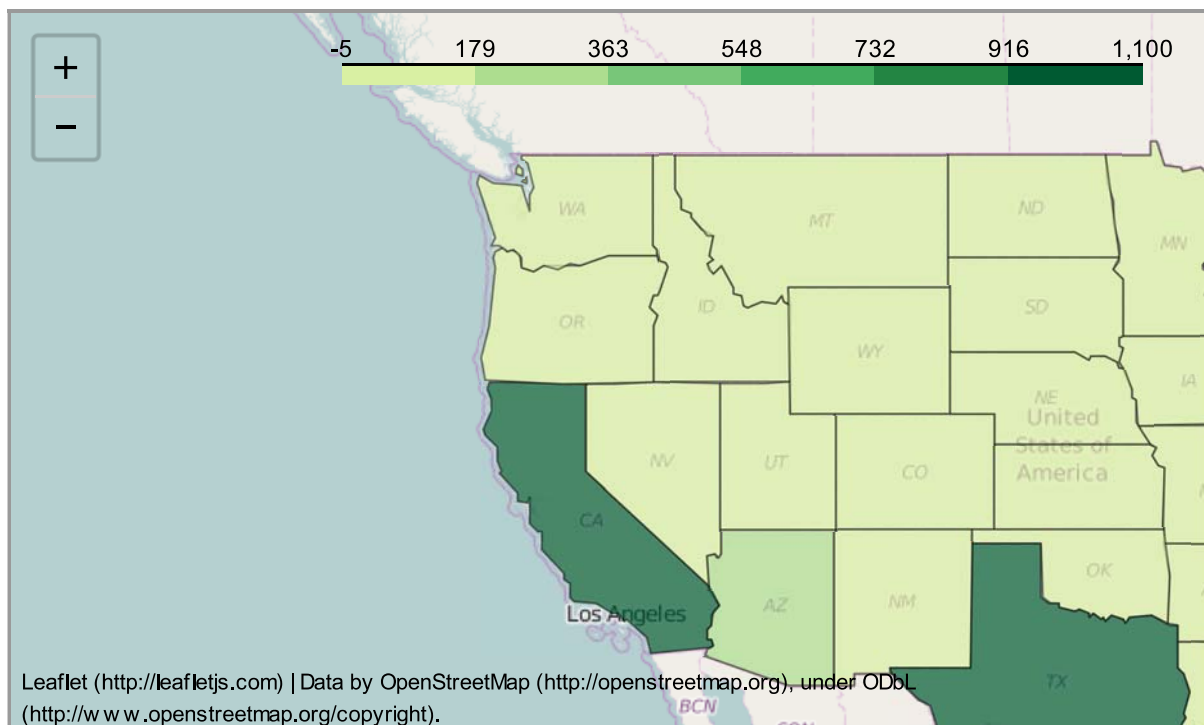 +
−
-5 179 363 548 732 916 1,100
WA
MT
ND
MN
OR
ID
SD
WY
IA
NE
United
States of
America
NV
UT
CO
CA
AZ
NM
OK
Los Angeles
TX
Leaflet (http://leafletjs.com) | Data by OpenStreetMap (http://openstreetmap.org), under ODbL
(http://www.openstreetmap.org/copyright).
BCN